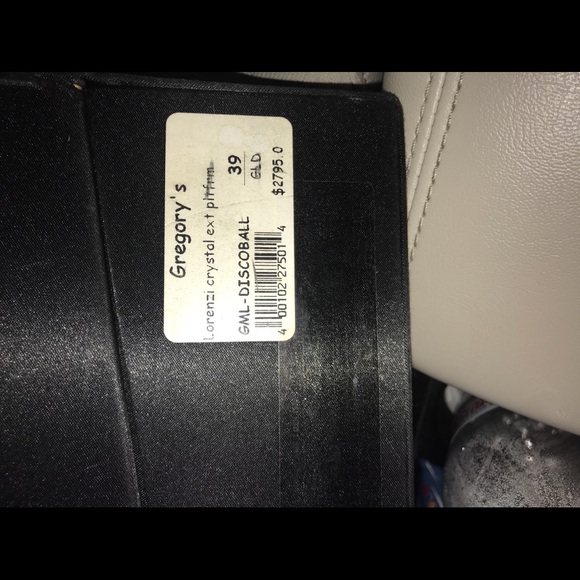 Gregory's
Lorenzi crystal ext pltfrm
39
GLD
GML-DISCOBALL
$2795.0
4 00102 27501 4